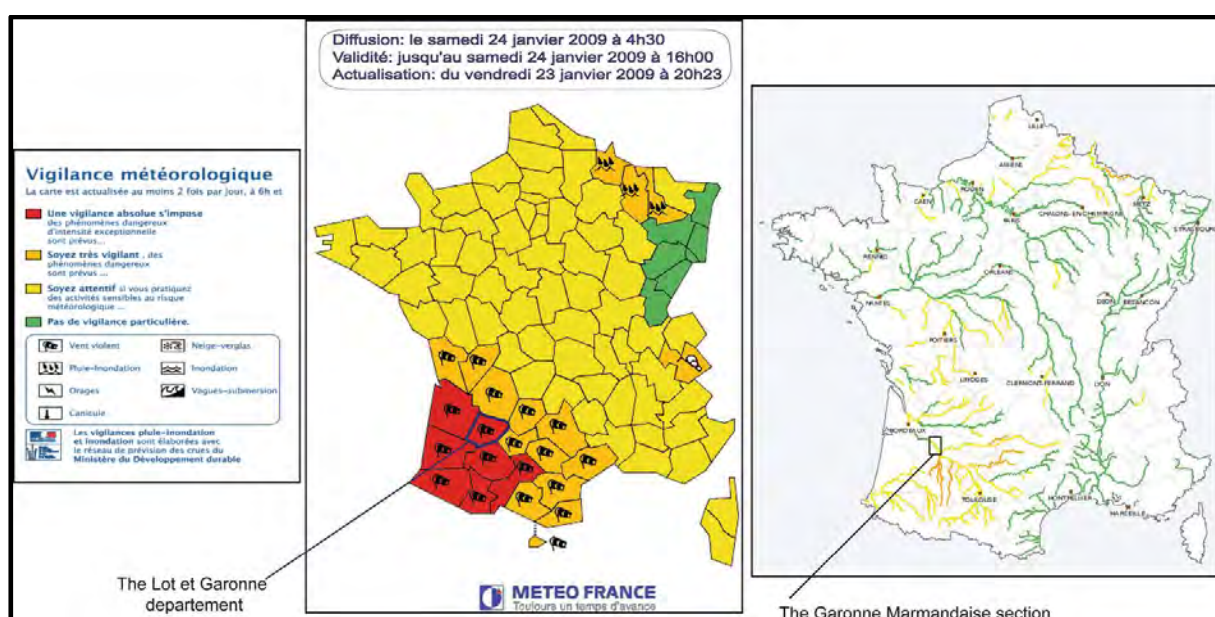 Diffusion: le samedi 24 janvier 2009 à 4h30
Validité: jusqu'au samedi 24 janvier 2009 à 16h00
Actualisation: du vendredi 23 janvier 2009 à 20h23
Vigilance météorologique
La carte est actualisée au moins 2 fois par jour, à 6h et
Une vigilance absolue s'impose
des phénomènes dangereux
d'intensité exceptionnelle
sont prévus...
Soyez très vigilant, des
phénomènes dangereux
sont prévus ...
Soyez attentif si vous pratiquez
des activités sensibles au risque
météorologique ...
Pas de vigilance particulière.
Vent violent
Neige-verglas
Pluie-Inondation
Inondation
Orages
Vagues-submersion
Canicule
Les vigilances pluie-inondation
et inondation sont élaborées avec
le réseau de prévision des crues du
Ministère du Développement durable
LILLE
AMIENS
ROUEN
CAEN
METZ
PARIS
CHALONS-EN-CHAMPAGNE
STRASBOURG
RENNES
ORLEANS
NANTES
DIJON
BESANCON
POITIERS
LIMOGES
CLERMONT-FERRAND
LYON
BORDEAUX
TOULOUSE
MONTPELLIER
MARSEILLE
The Lot et Garonne
departement
METEO FRANCE
Toujours un temps d'avance
The Garonne Marmandaise section